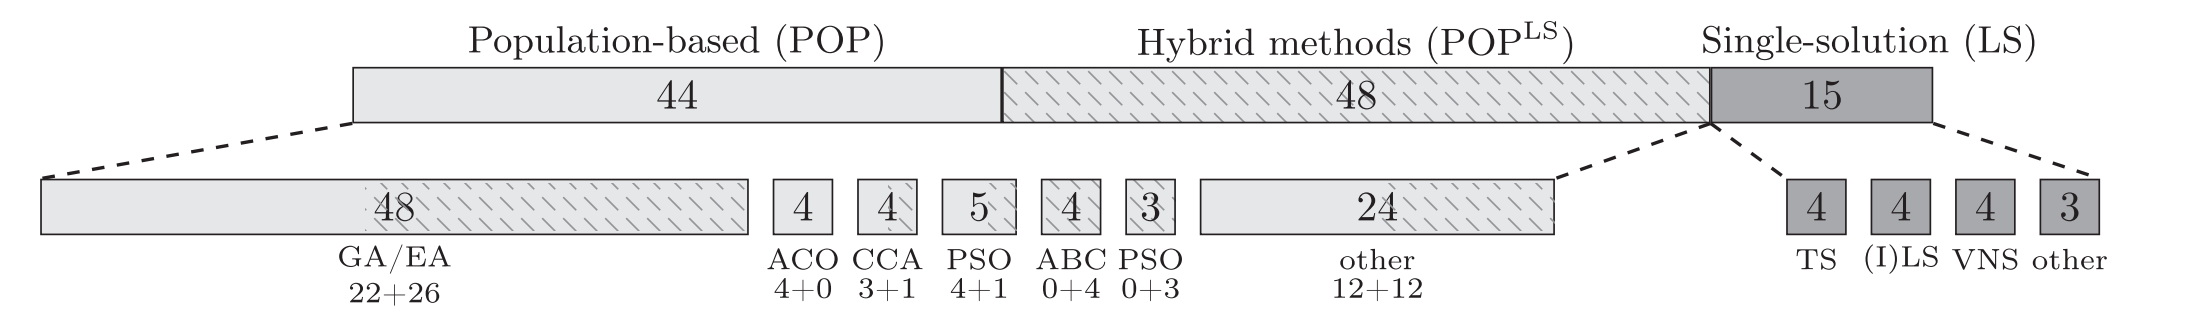 Population-based (POP) Hybrid methods (POP^LS) Single-solution (LS)
44 48 15
48 4 4 5 4 3 24 4 4 4 3
GA/EA ACO CCA PSO ABC PSO other TS (I)LS VNS other
22+26 4+0 3+1 4+1 0+4 0+3 12+12